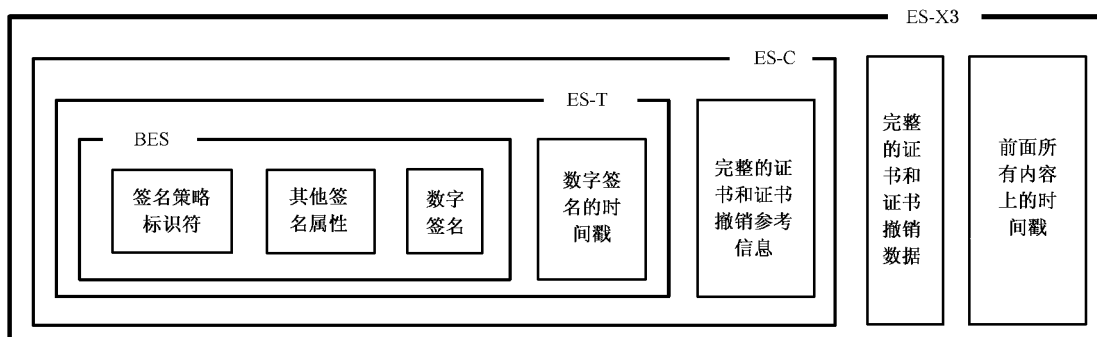 ES-X3
ES-C
ES-T
BES
签名策略
标识符
其他签
名属性
数字
签名
数字签
名的时
间戳
完整的证
书和证书
撤销参考
信息
完整
的证
书和
证书
撤销
数据
前面所
有内容
上的时
间戳